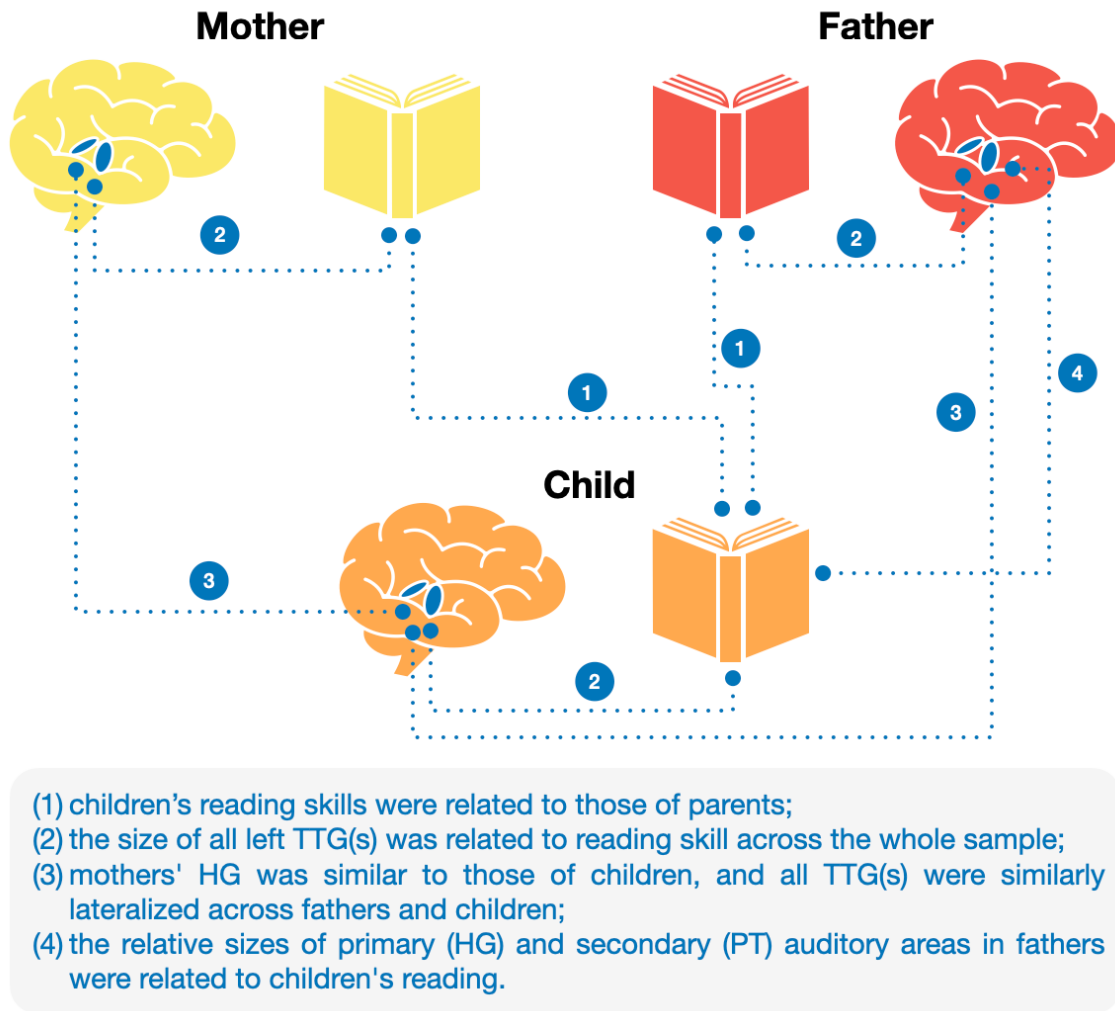 Mother
Father
2
2
1
1
4
3
Child
3
2
(1) children’s reading skills were related to those of parents;
(2) the size of all left TTG(s) was related to reading skill across the whole sample;
(3) mothers' HG was similar to those of children, and all TTG(s) were similarly
lateralized across fathers and children;
(4) the relative sizes of primary (HG) and secondary (PT) auditory areas in fathers
were related to children's reading.